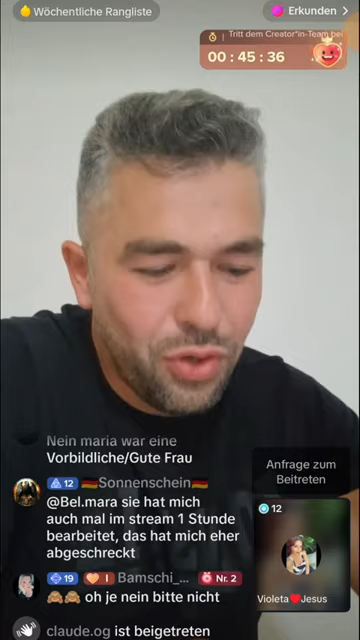 Wöchentliche Rangliste
Erkunden >
Tritt dem Creator*in-Team bei
00 : 45 : 36
Nein maria war eine
Vorbildliche/Gute Frau
Anfrage zum
Beitreten
12 🇩🇪Sonnenschein🇩🇪
@Bel.mara sie hat mich
auch mal im stream 1 Stunde
bearbeitet, das hat mich eher
abgeschreckt
12
Violeta❤️Jesus
19 I Bamschi_... Nr. 2
🙈🙈 oh je nein bitte nicht
claude.og ist beigetreten